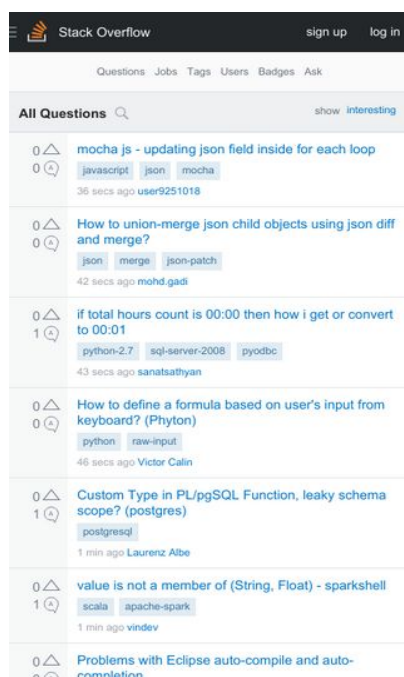 Stack Overflow sign up log in
Questions Jobs Tags Users Badges Ask
All Questions show interesting
0 mocha js - updating json field inside for each loop
0 A javascript json mocha
36 secs ago user9251018
0 How to union-merge json child objects using json diff
0 A and merge?
json merge json-patch
42 secs ago mohd.gadi
0 if total hours count is 00:00 then how i get or convert
1 A to 00:01
python-2.7 sql-server-2008 pyodbc
43 secs ago sanatsathyan
0 How to define a formula based on user's input from
0 A keyboard? (Phyton)
python raw-input
46 secs ago Victor Calin
0 Custom Type in PL/pgSQL Function, leaky schema
1 A scope? (postgres)
postgresql
1 min ago Laurenz Albe
0 value is not a member of (String, Float) - sparkshell
1 A scala apache-spark
1 min ago vindev
0 Problems with Eclipse auto-compile and auto-
completion